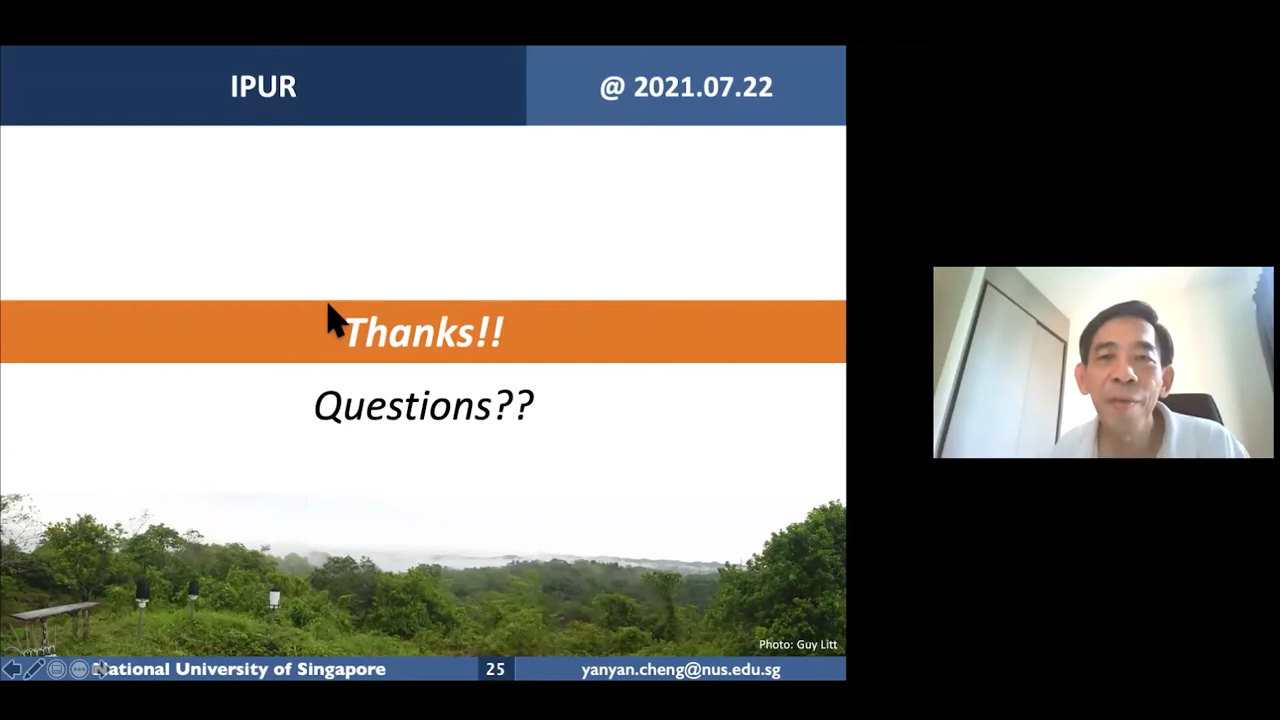 IPUR
@ 2021.07.22
Thanks!!
Questions??
Photo: Guy Litt
National University of Singapore
25
yanyan.cheng@nus.edu.sg